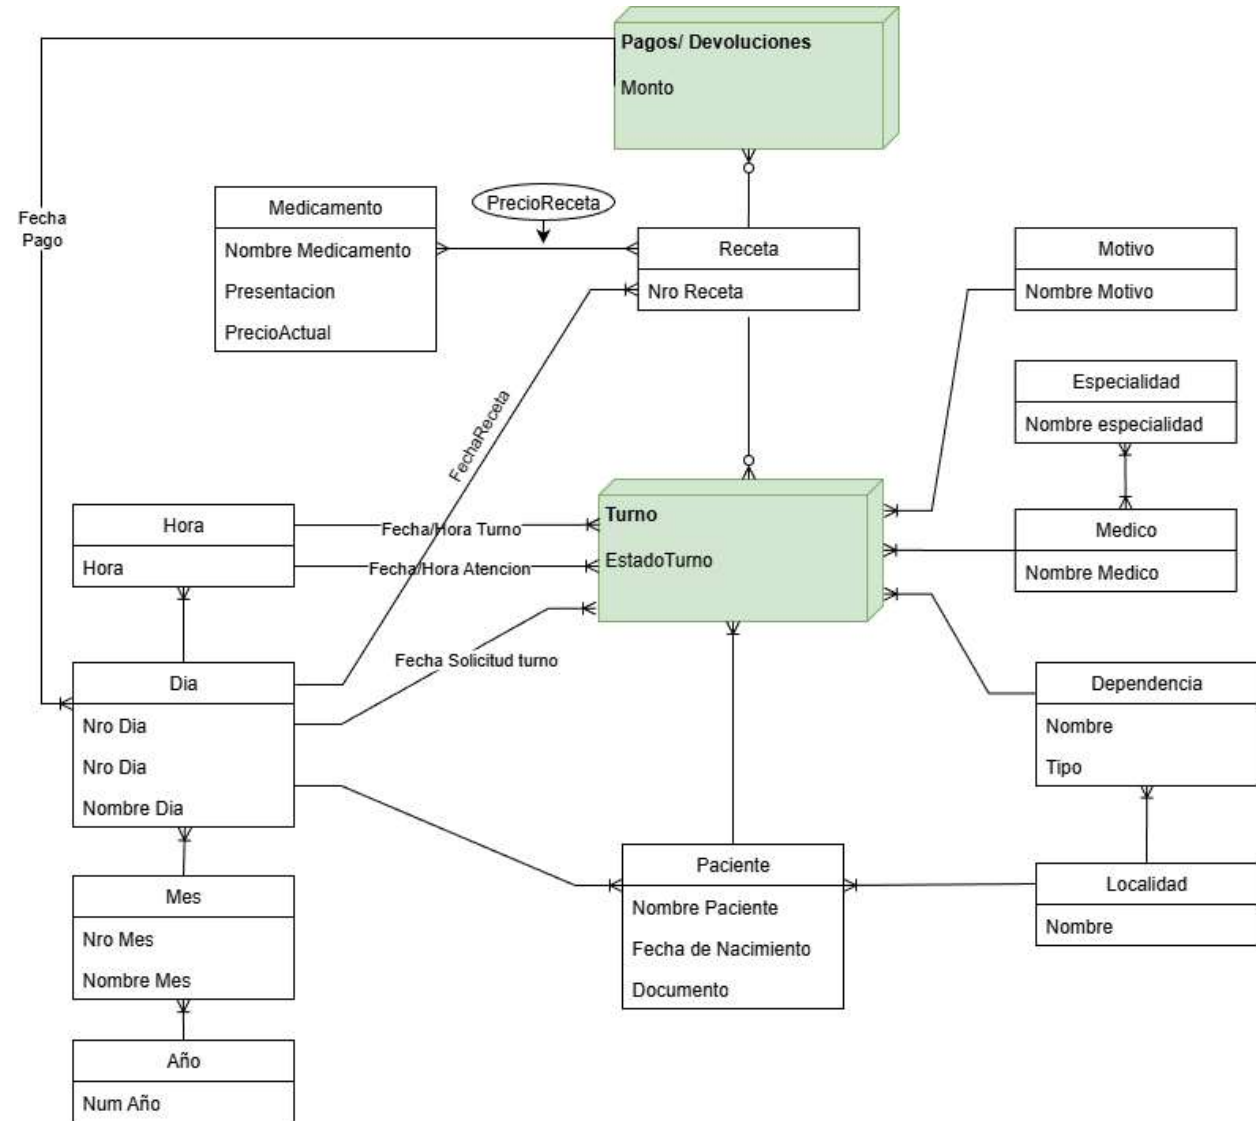 Pagos/ Devoluciones
Monto
Fecha
Pago
Medicamento
Nombre Medicamento
Presentacion
PrecioActual
PrecioReceta
Receta
Nro Receta
Motivo
Nombre Motivo
Especialidad
Nombre especialidad
FechaReceta
Hora
Hora
Fecha/Hora Turno
Fecha/Hora Atencion
Turno
EstadoTurno
Medico
Nombre Medico
Fecha Solicitud turno
Dia
Nro Dia
Nro Dia
Nombre Dia
Dependencia
Nombre
Tipo
Mes
Nro Mes
Nombre Mes
Paciente
Nombre Paciente
Fecha de Nacimiento
Documento
Localidad
Nombre
Año
Num Año